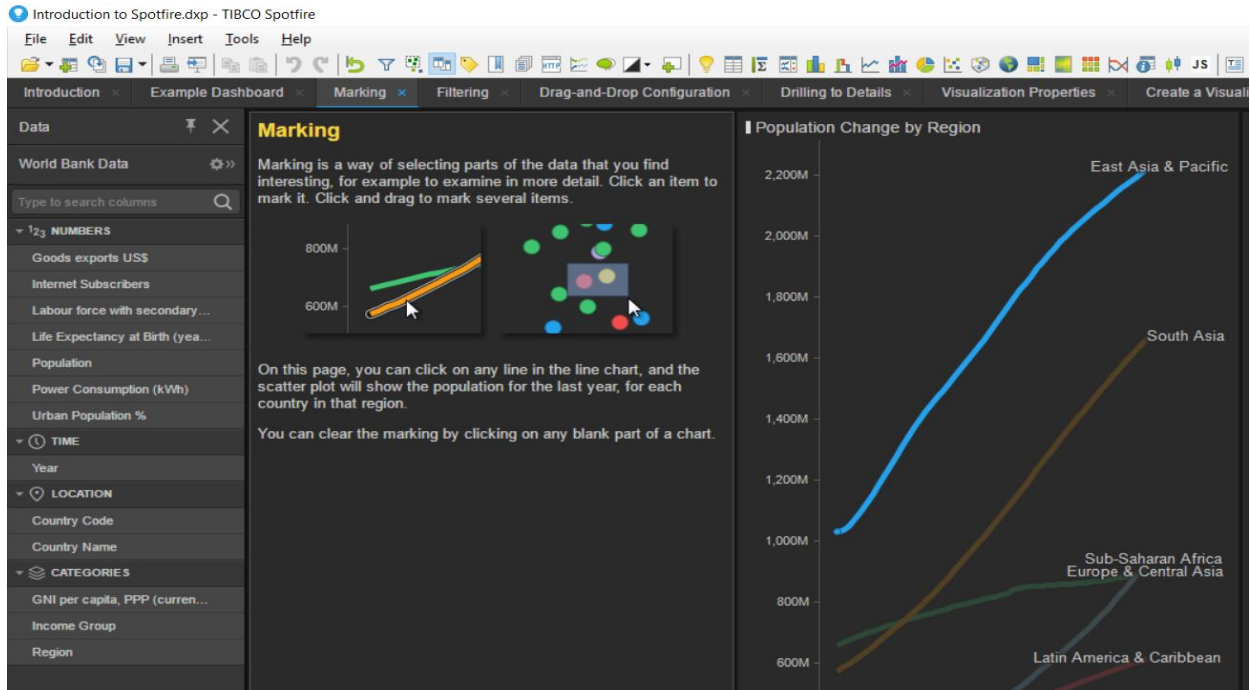 Introduction to Spotfire.dxp - TIBCO Spotfire
File Edit View Insert Tools Help
HTTP JS
Introduction Example Dashboard Marking Filtering Drag-and-Drop Configuration Drilling to Details Visualization Properties Create a Visuali
Data
World Bank Data
Type to search columns
123 NUMBERS
Goods exports US$
Internet Subscribers
Labour force with secondary...
Life Expectancy at Birth (yea...
Population
Power Consumption (kWh)
Urban Population %
TIME
Year
LOCATION
Country Code
Country Name
CATEGORIES
GNI per capita, PPP (curren...
Income Group
Region
Marking
Marking is a way of selecting parts of the data that you find
interesting, for example to examine in more detail. Click an item to
mark it. Click and drag to mark several items.
800M
600M
On this page, you can click on any line in the line chart, and the
scatter plot will show the population for the last year, for each
country in that region.
You can clear the marking by clicking on any blank part of a chart.
Population Change by Region
East Asia & Pacific
2,200M
2,000M
1,800M
South Asia
1,600M
1,400M
1,200M
1,000M
Sub-Saharan Africa
Europe & Central Asia
800M
Latin America & Caribbean
600M